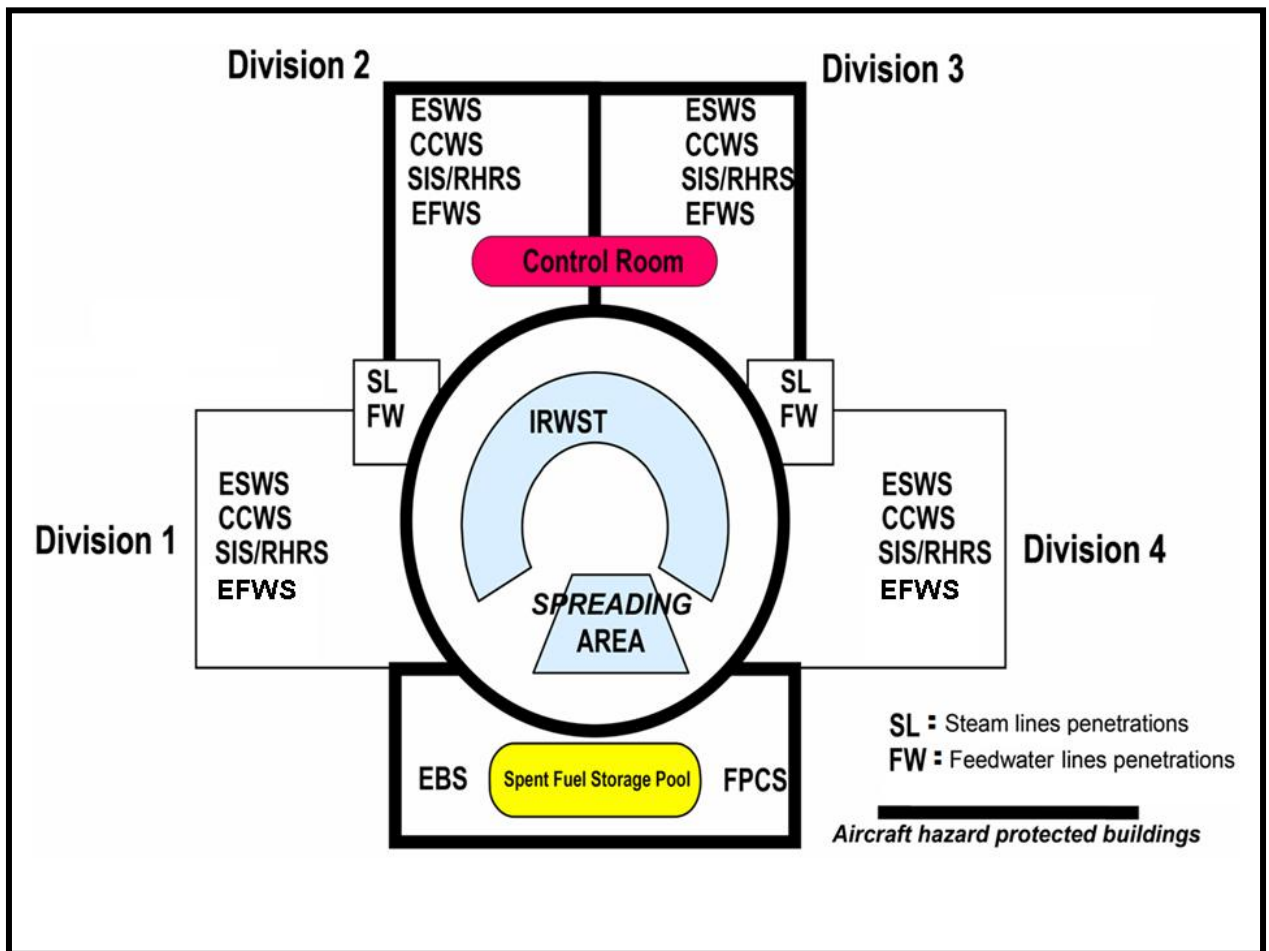 Division 2
Division 3
ESWS
CCWS
SIS/RHRS
EFWS
ESWS
CCWS
SIS/RHRS
EFWS
Control Room
SL
FW
SL
FW
IRWST
Division 1
ESWS
CCWS
SIS/RHRS
EFWS
ESWS
CCWS
SIS/RHRS
EFWS
Division 4
SPREADING
AREA
EBS
Spent Fuel Storage Pool
FPCS
SL : Steam lines penetrations
FW : Feedwater lines penetrations
Aircraft hazard protected buildings